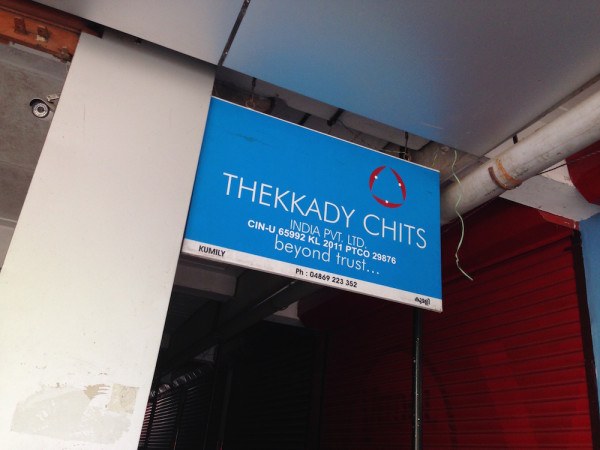 THEKKADY CHITS
INDIA PVT. LTD.
CIN-U 65992 KL 2011 PTCO 29876
beyond trust...
KUMILY
Ph : 04869 223 352
കുമളി